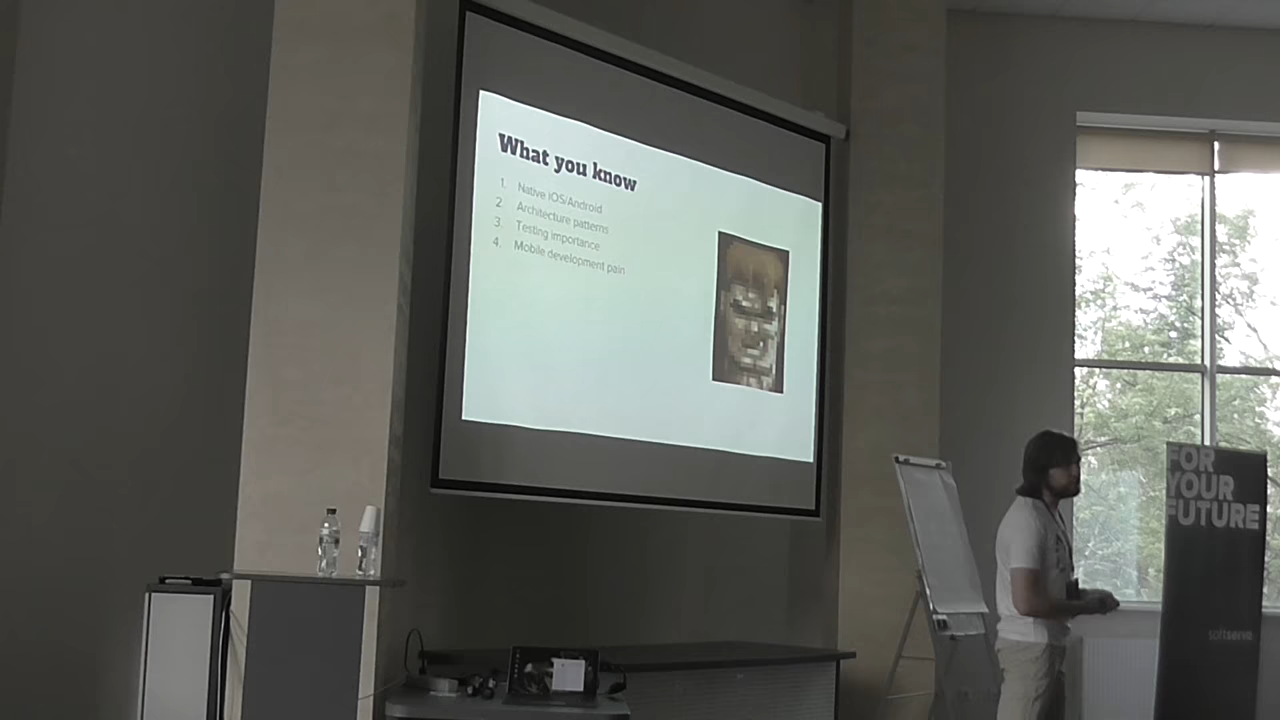 What you know
1. Native iOS/Android
2. Architecture patterns
3. Testing importance
4. Mobile development pain
FOR
YOUR
FUTURE
softserve